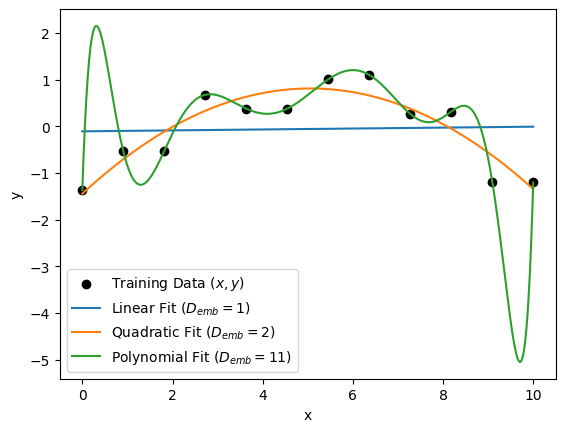 2
1
0
−1
−2
−3
−4
−5
y
Training Data (x, y)
Linear Fit (D_emb = 1)
Quadratic Fit (D_emb = 2)
Polynomial Fit (D_emb = 11)
0 2 4 6 8 10
x